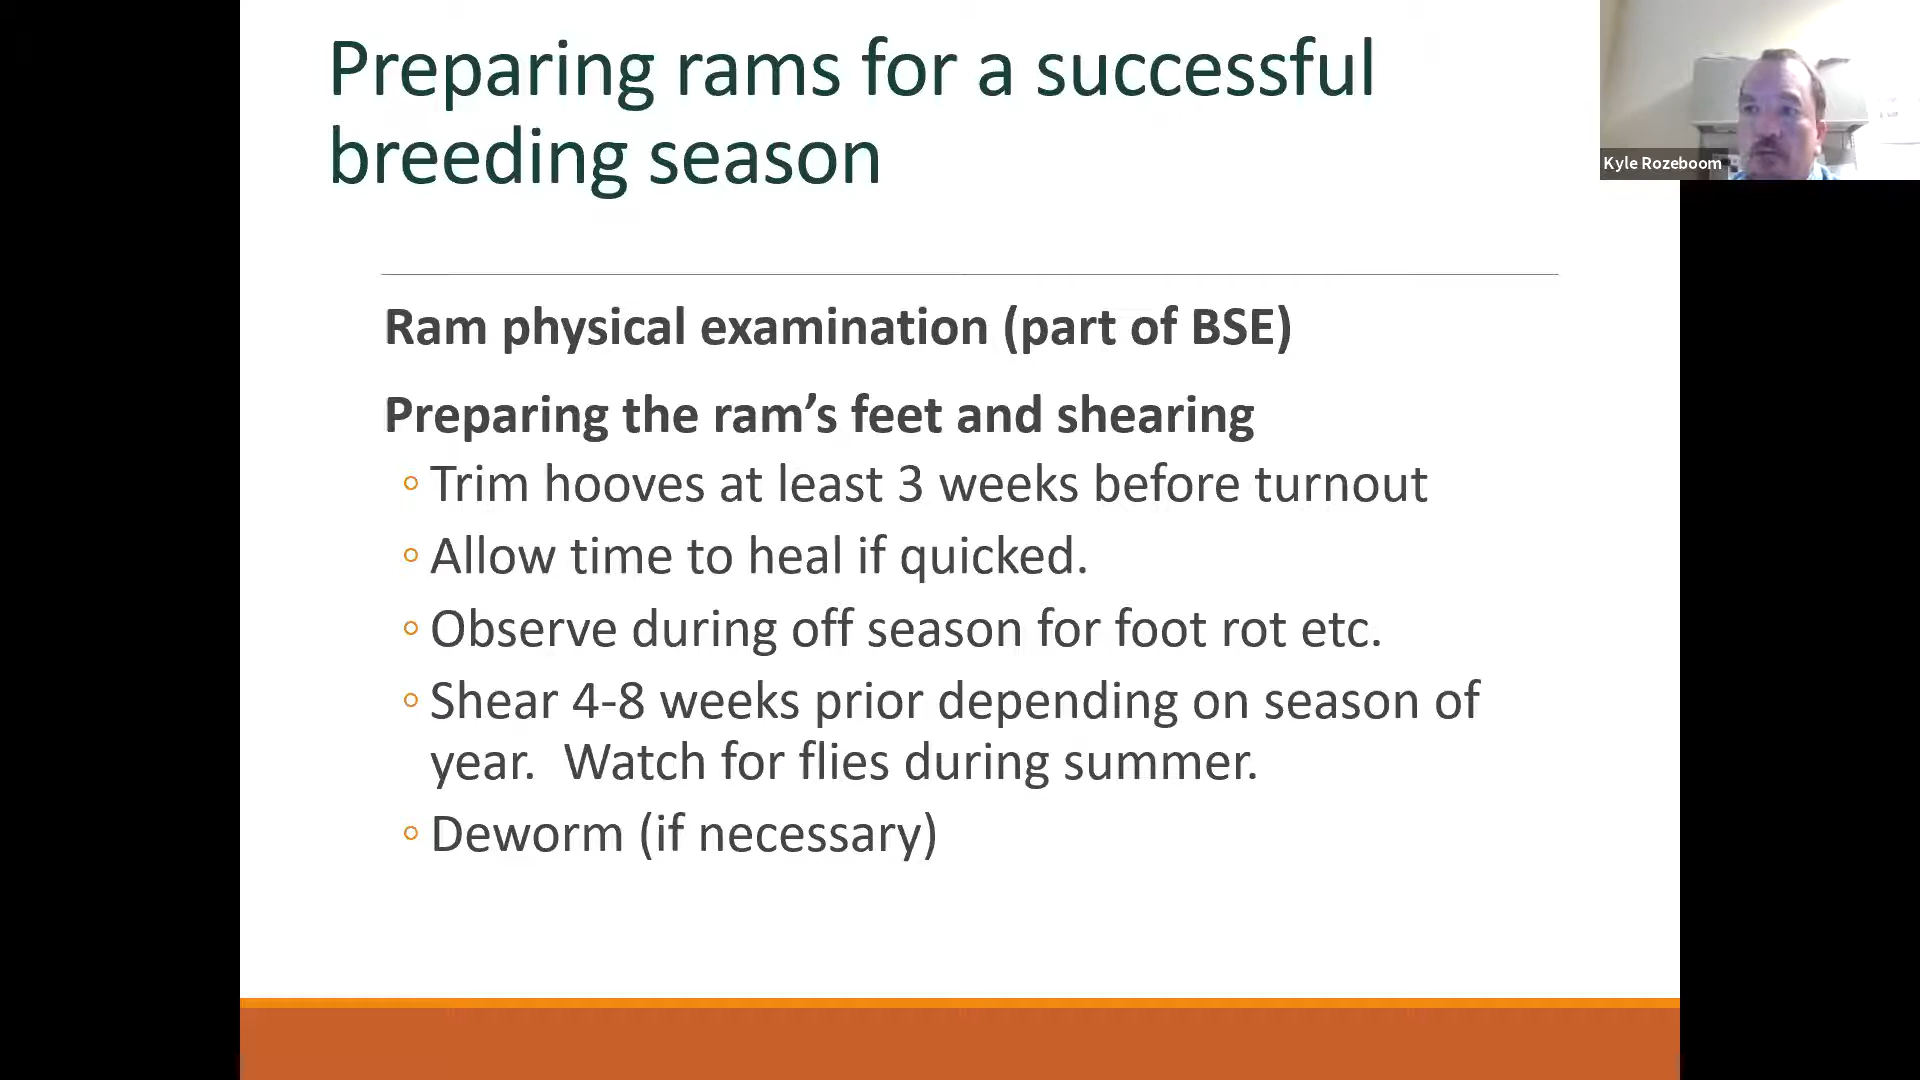 Preparing rams for a successful
breeding season
Kyle Rozeboom
Ram physical examination (part of BSE)
Preparing the ram’s feet and shearing
◦ Trim hooves at least 3 weeks before turnout
◦ Allow time to heal if quicked.
◦ Observe during off season for foot rot etc.
◦ Shear 4-8 weeks prior depending on season of
year.  Watch for flies during summer.
◦ Deworm (if necessary)